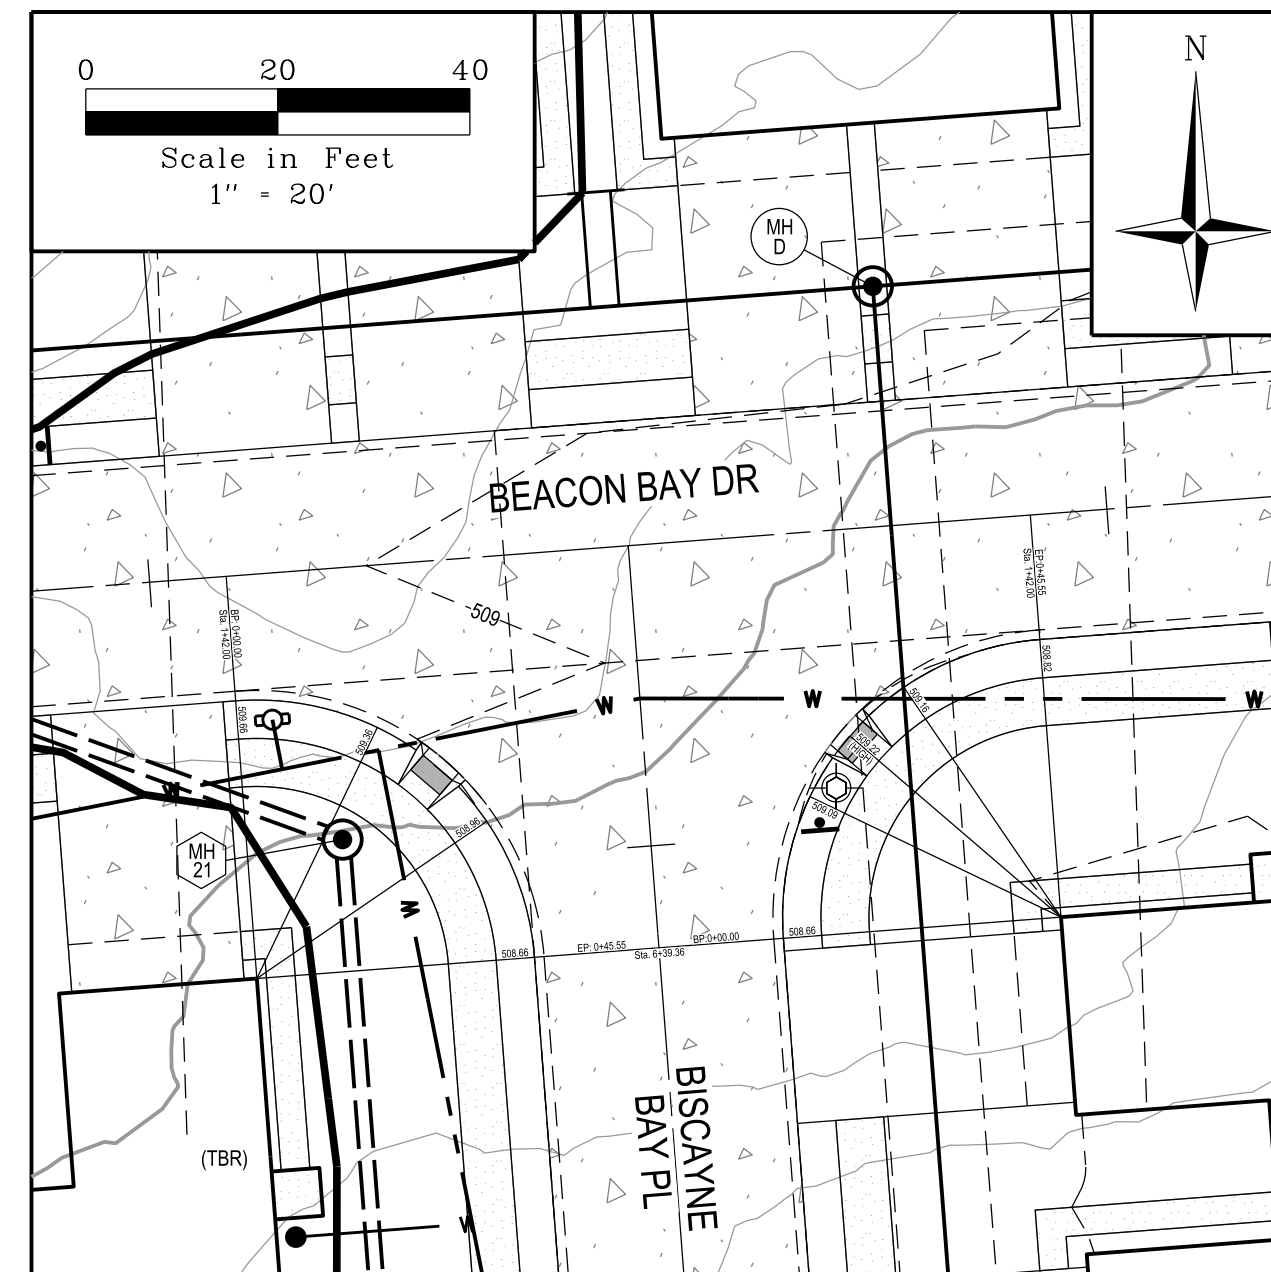 0 20 40
Scale in Feet
1" = 20'
N
MH
D
BEACON BAY DR
EP:0+45.55
Sta. 1+42.00
BP: 0+00.00
Sta. 1+42.00
509
508.82
509.66
509.36
W
W
W
509.16
509.22
(HIGH)
W
509.09
508.96
MH
21
W
508.66
EP: 0+45.55
BP:0+00.00
508.66
Sta. 6+39.36
BISCAYNE
BAY PL
(TBR)
W